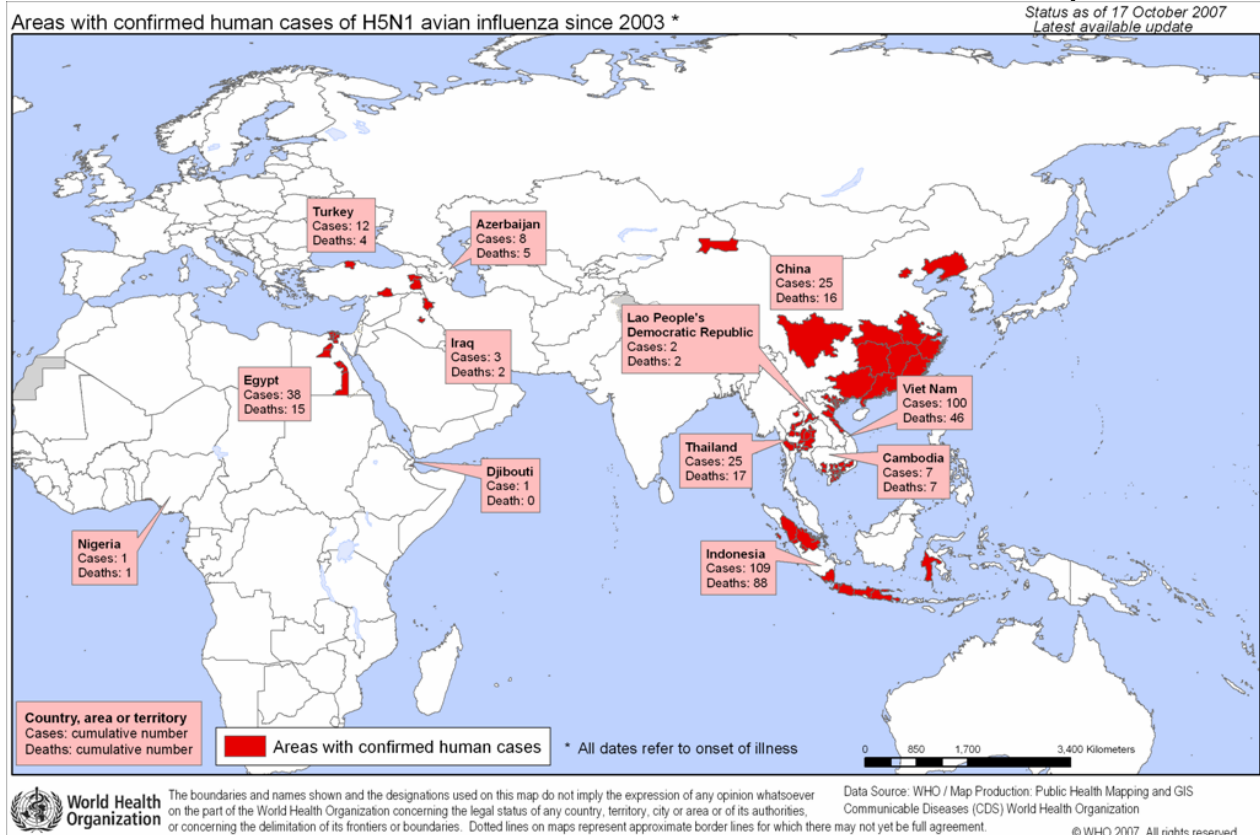 Areas with confirmed human cases of H5N1 avian influenza since 2003 *
Status as of 17 October 2007
Latest available update
Turkey
Cases: 12
Deaths: 4
Azerbaijan
Cases: 8
Deaths: 5
China
Cases: 25
Deaths: 16
Lao People's
Democratic Republic
Cases: 2
Deaths: 2
Iraq
Cases: 3
Deaths: 2
Egypt
Cases: 38
Deaths: 15
Viet Nam
Cases: 100
Deaths: 46
Thailand
Cases: 25
Deaths: 17
Cambodia
Cases: 7
Deaths: 7
Djibouti
Case: 1
Death: 0
Nigeria
Cases: 1
Deaths: 1
Indonesia
Cases: 109
Deaths: 88
Country, area or territory
Cases: cumulative number
Deaths: cumulative number
Areas with confirmed human cases
* All dates refer to onset of illness
0 850 1,700 3,400 Kilometers
World Health
Organization
The boundaries and names shown and the designations used on this map do not imply the expression of any opinion whatsoever
on the part of the World Health Organization concerning the legal status of any country, territory, city or area or of its authorities,
or concerning the delimitation of its frontiers or boundaries. Dotted lines on maps represent approximate border lines for which there may not yet be full agreement.
Data Source: WHO / Map Production: Public Health Mapping and GIS
Communicable Diseases (CDS) World Health Organization
© WHO 2007. All rights reserved